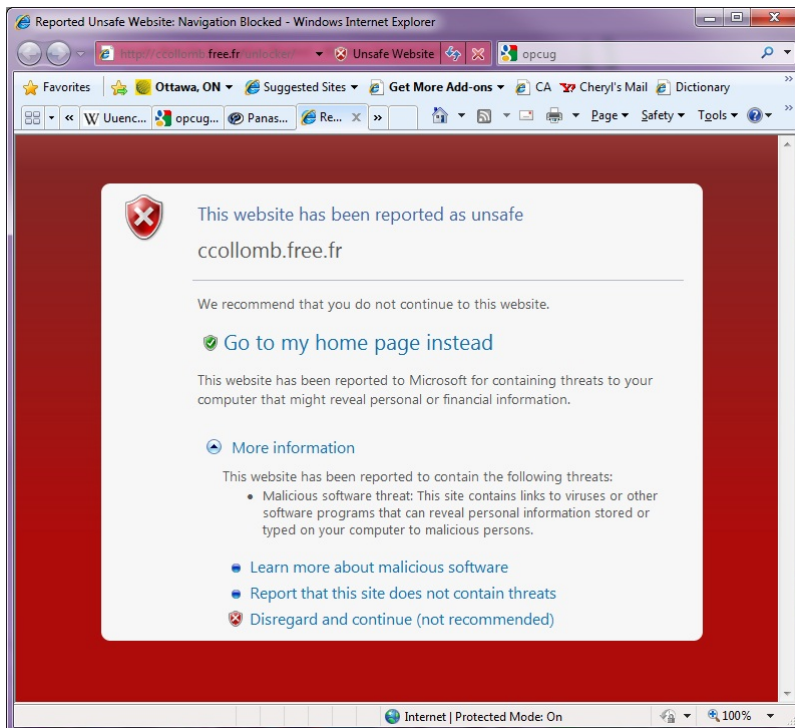 Reported Unsafe Website: Navigation Blocked - Windows Internet Explorer
http://ccollomb.free.fr/unlocker/ Unsafe Website opcug
Favorites Ottawa, ON Suggested Sites Get More Add-ons CA Cheryl's Mail Dictionary »
« W Uuenc... opcug... Panas... Re... X » Page Safety Tools »
This website has been reported as unsafe
ccollomb.free.fr
We recommend that you do not continue to this website.
Go to my home page instead
This website has been reported to Microsoft for containing threats to your
computer that might reveal personal or financial information.
More information
This website has been reported to contain the following threats:
• Malicious software threat: This site contains links to viruses or other
software programs that can reveal personal information stored or
typed on your computer to malicious persons.
Learn more about malicious software
Report that this site does not contain threats
Disregard and continue (not recommended)
Internet | Protected Mode: On 100%